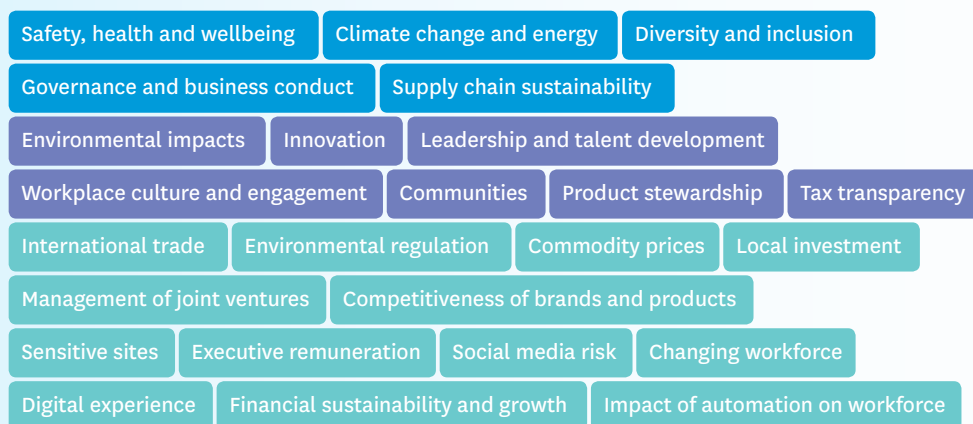 Safety, health and wellbeing Climate change and energy Diversity and inclusion
Governance and business conduct Supply chain sustainability
Environmental impacts Innovation Leadership and talent development
Workplace culture and engagement Communities Product stewardship Tax transparency
International trade Environmental regulation Commodity prices Local investment
Management of joint ventures Competitiveness of brands and products
Sensitive sites Executive remuneration Social media risk Changing workforce
Digital experience Financial sustainability and growth Impact of automation on workforce